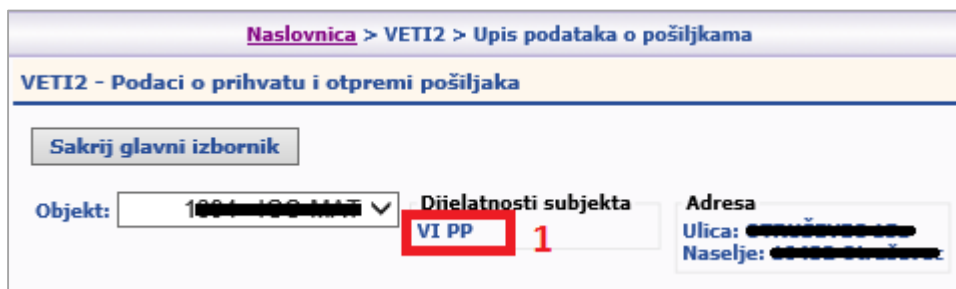 Naslovnica > VETI2 > Upis podataka o pošiljkama
VETI2 - Podaci o prihvatu i otpremi pošiljaka
Sakrij glavni izbornik
Objekt:
Dijelatnosti subjekta
VI PP
1
Adresa
Ulica:
Naselje: